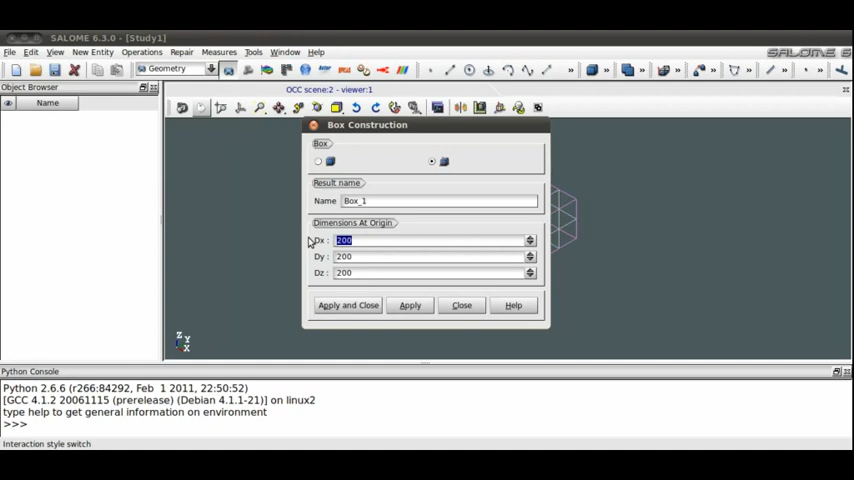 SALOME 6.3.0 - [Study1]
File Edit View New Entity Operations Repair Measures Tools Window Help
SALOME 6
Geometry
Object Browser
OCC scene:2 - viewer:1
Name
Box Construction
Box
Result name
Name Box_1
Dimensions At Origin
Dx : 200
Dy : 200
Dz : 200
Apply and Close Apply Close Help
Z
Y
X
Python Console
Python 2.6.6 (r266:84292, Feb 1 2011, 22:50:52)
[GCC 4.1.2 20061115 (prerelease) (Debian 4.1.1-21)] on linux2
type help to get general information on environment
>>>
Interaction style switch